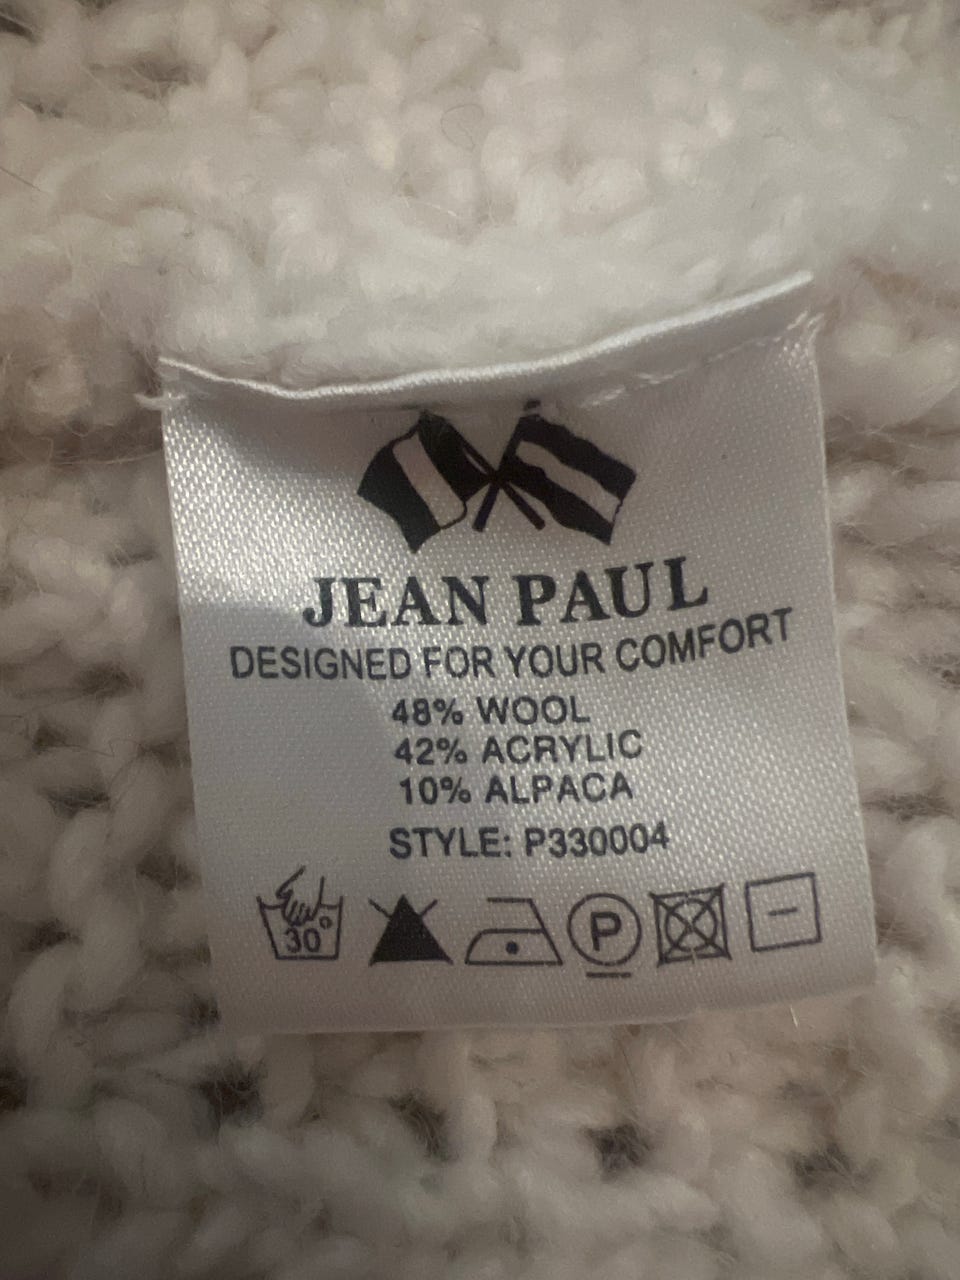 JEAN PAUL
DESIGNED FOR YOUR COMFORT
48% WOOL
42% ACRYLIC
10% ALPACA
STYLE: P330004
30° P